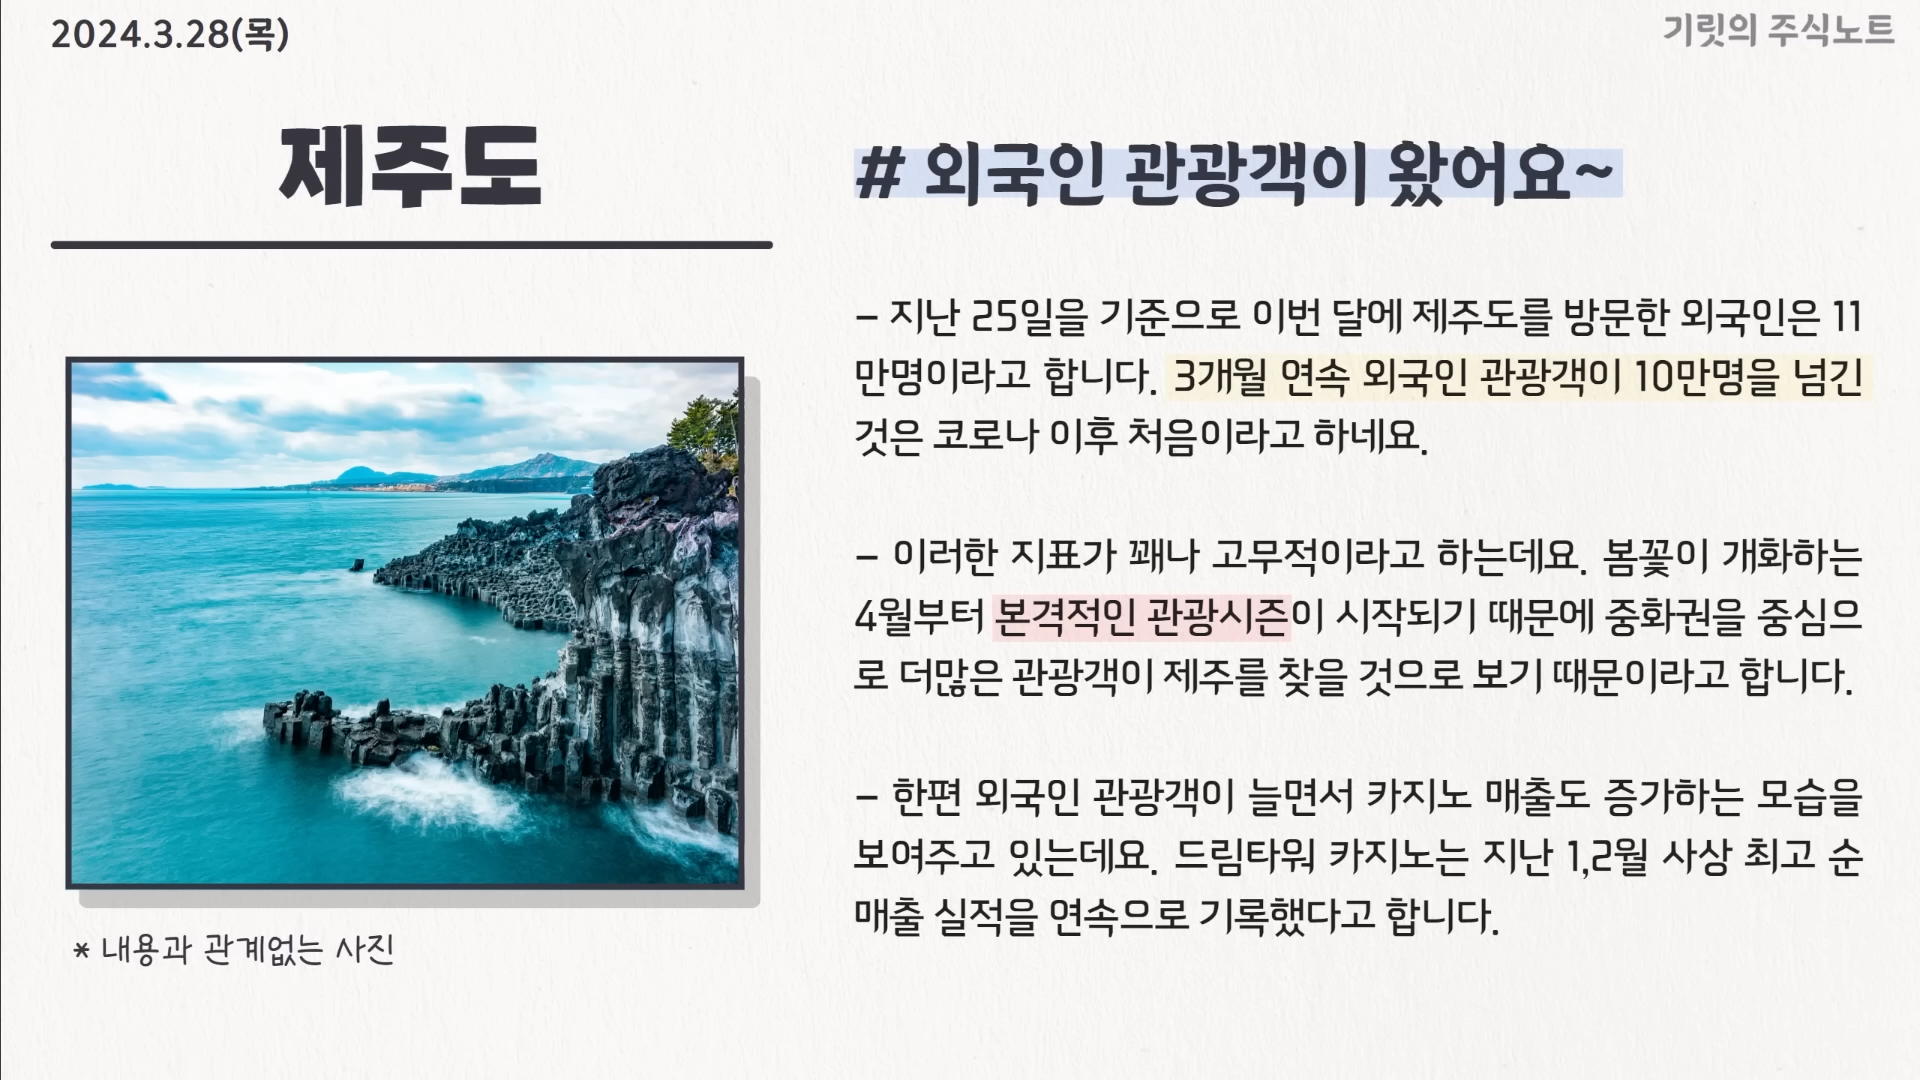 2024.3.28(목)
기릿의 주식노트
제주도
# 외국인 관광객이 왔어요~
– 지난 25일을 기준으로 이번 달에 제주도를 방문한 외국인은 11
만명이라고 합니다. 3개월 연속 외국인 관광객이 10만명을 넘긴
것은 코로나 이후 처음이라고 하네요.
– 이러한 지표가 꽤나 고무적이라고 하는데요. 봄꽃이 개화하는
4월부터 본격적인 관광시즌이 시작되기 때문에 중화권을 중심으
로 더많은 관광객이 제주를 찾을 것으로 보기 때문이라고 합니다.
– 한편 외국인 관광객이 늘면서 카지노 매출도 증가하는 모습을
보여주고 있는데요. 드림타워 카지노는 지난 1,2월 사상 최고 순
매출 실적을 연속으로 기록했다고 합니다.
* 내용과 관계없는 사진